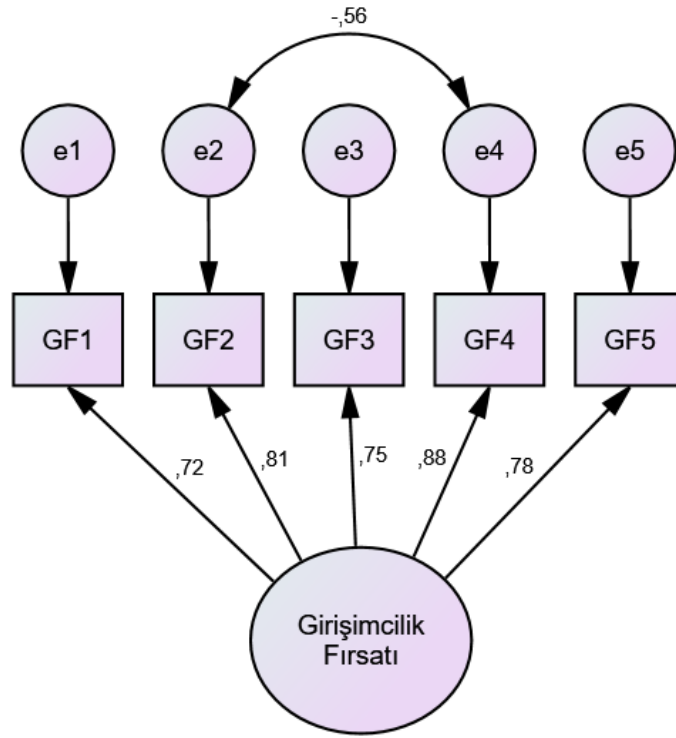 -,56
e1 e2 e3 e4 e5
GF1 GF2 GF3 GF4 GF5
,72 ,81 ,75 ,88 ,78
Girişimcilik
Fırsatı